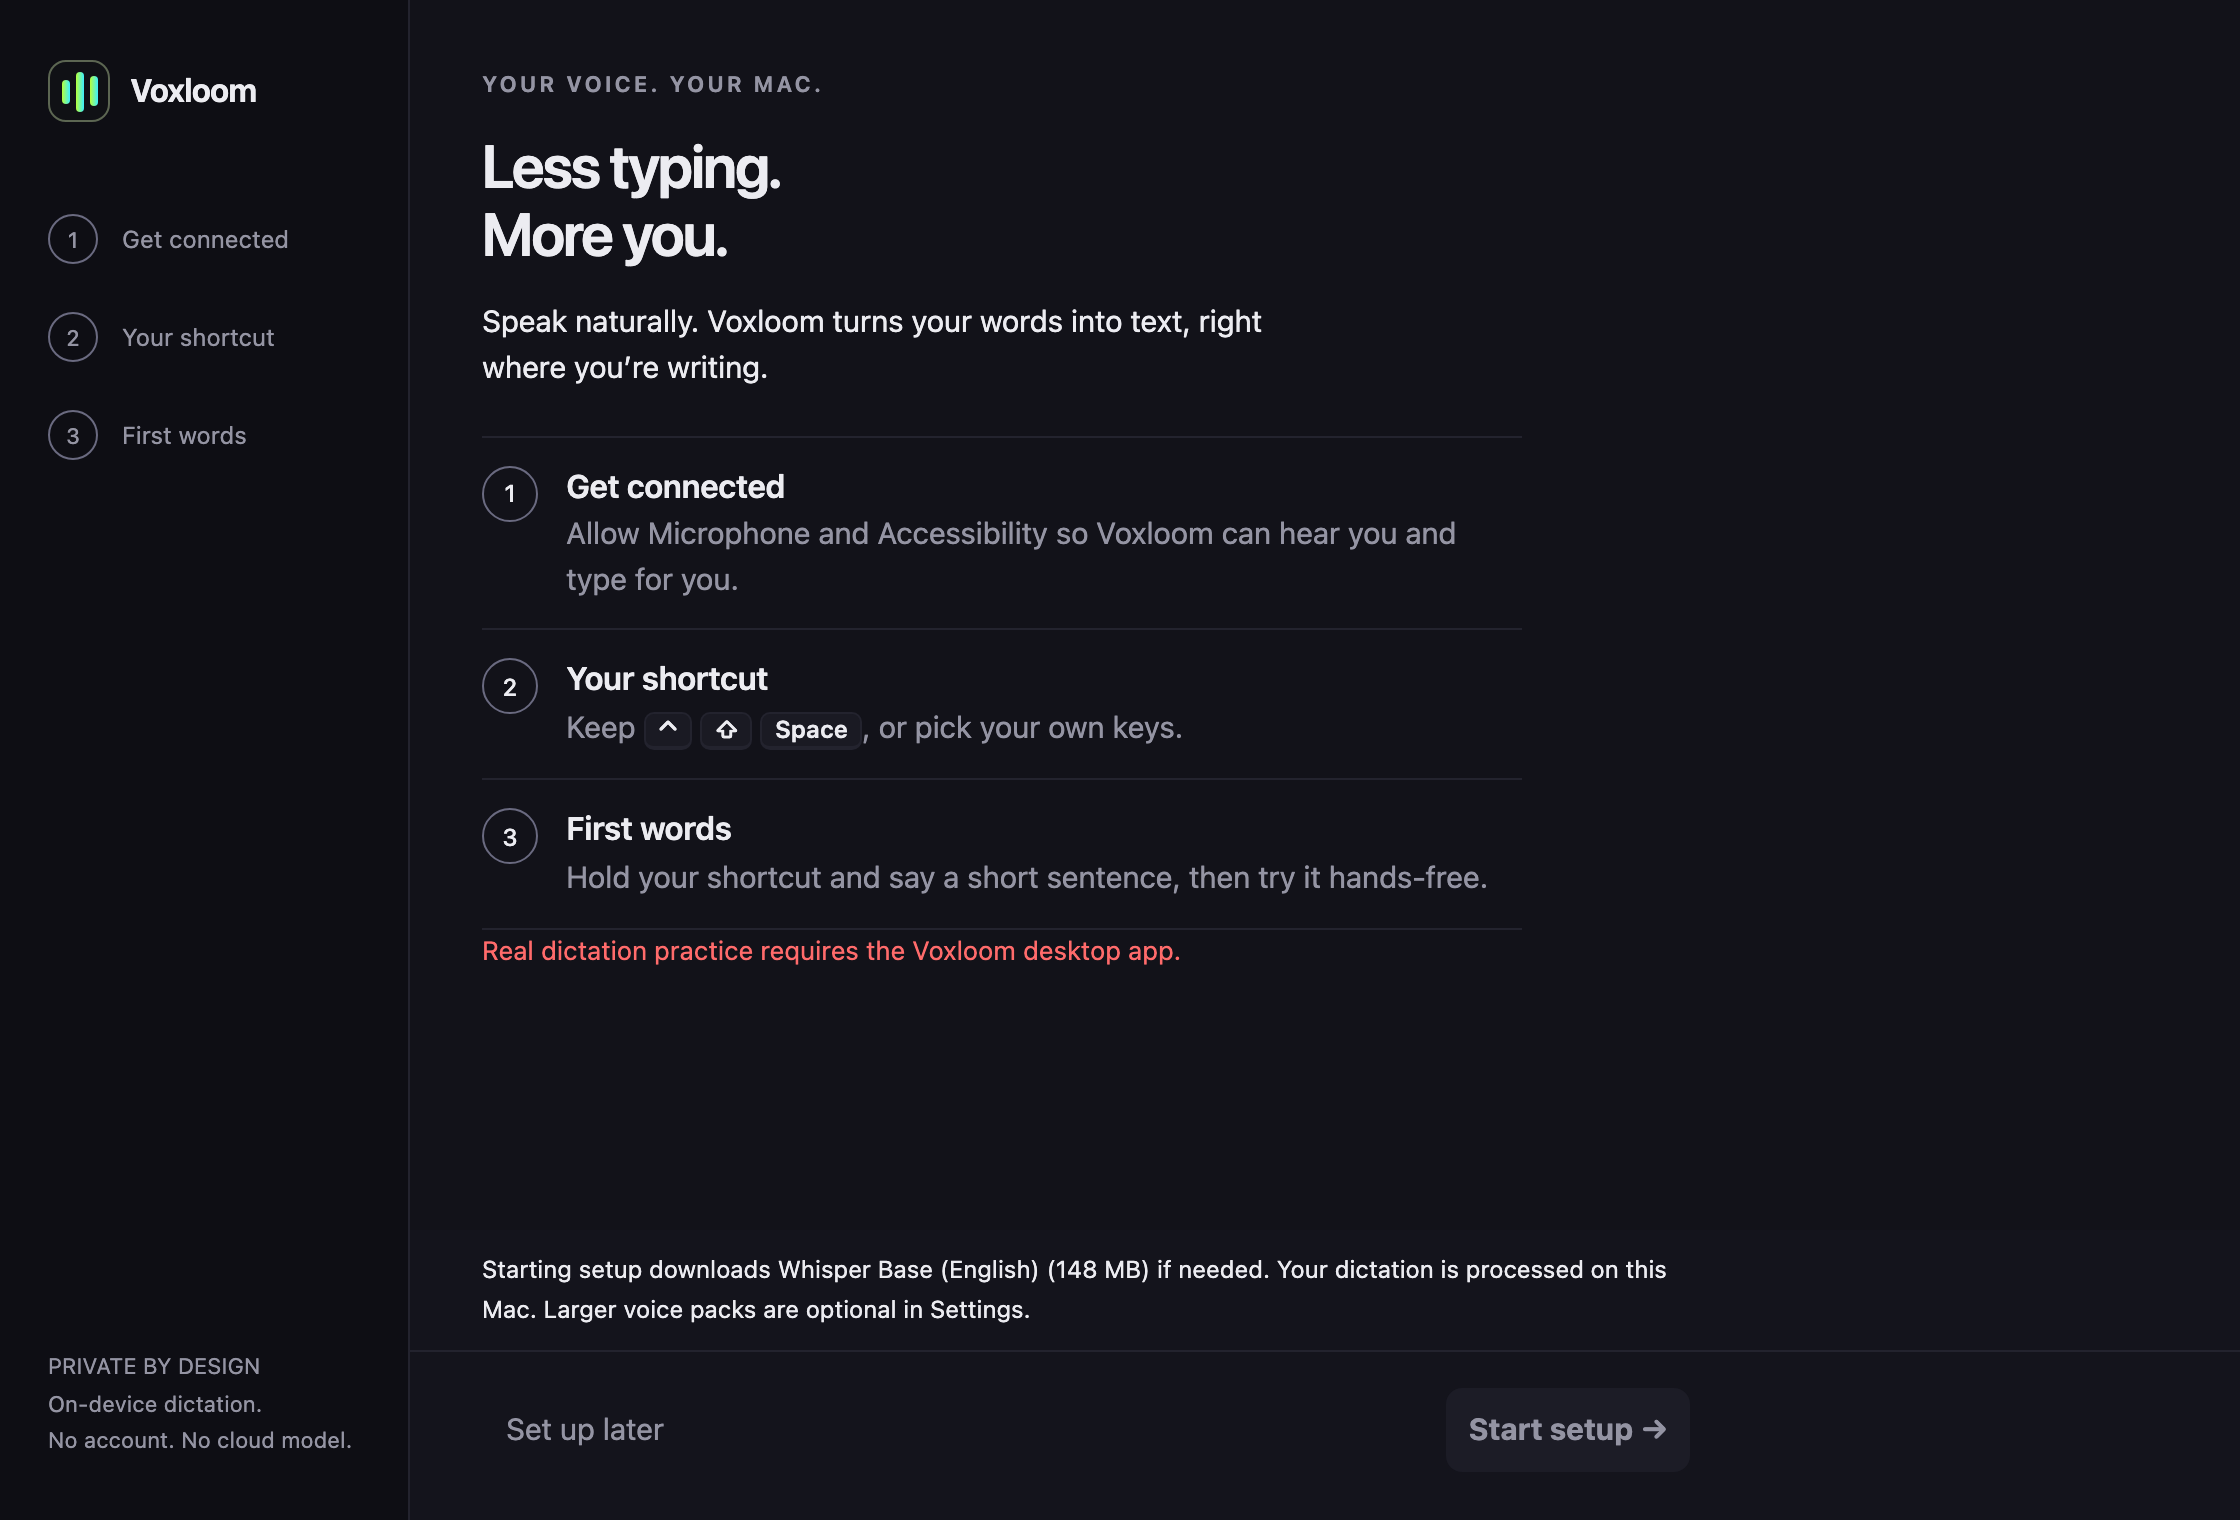 Voxloom
1 Get connected
2 Your shortcut
3 First words
PRIVATE BY DESIGN
On-device dictation.
No account. No cloud model.
YOUR VOICE. YOUR MAC.
Less typing.
More you.
Speak naturally. Voxloom turns your words into text, right
where you’re writing.
1 Get connected
Allow Microphone and Accessibility so Voxloom can hear you and
type for you.
2 Your shortcut
Keep ^ ⇧ Space, or pick your own keys.
3 First words
Hold your shortcut and say a short sentence, then try it hands-free.
Real dictation practice requires the Voxloom desktop app.
Starting setup downloads Whisper Base (English) (148 MB) if needed. Your dictation is processed on this
Mac. Larger voice packs are optional in Settings.
Set up later
Start setup →